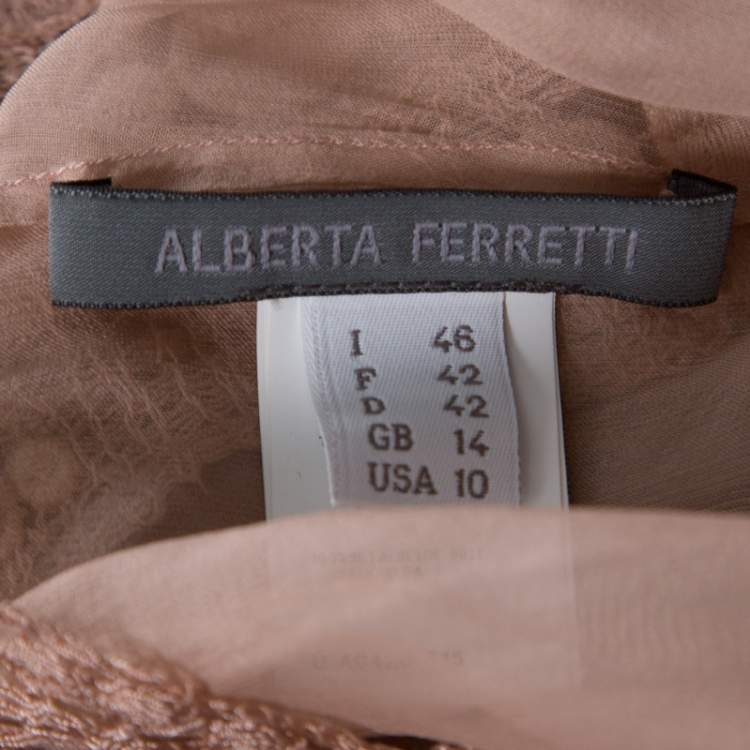 ALBERTA FERRETTI
I 46
F 42
D 42
GB 14
USA 10